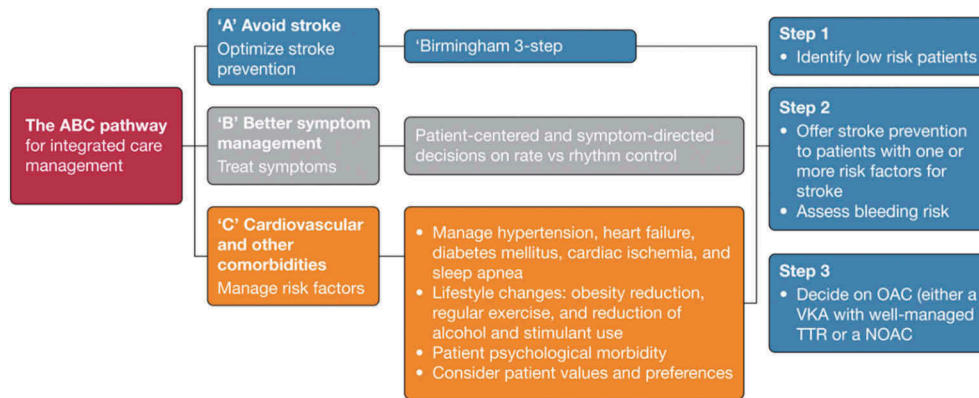 The ABC pathway
for integrated care
management
‘A’ Avoid stroke
Optimize stroke
prevention
‘Birmingham 3-step
‘B’ Better symptom
management
Treat symptoms
Patient-centered and symptom-directed
decisions on rate vs rhythm control
‘C’ Cardiovascular
and other
comorbidities
Manage risk factors
• Manage hypertension, heart failure,
diabetes mellitus, cardiac ischemia, and
sleep apnea
• Lifestyle changes: obesity reduction,
regular exercise, and reduction of
alcohol and stimulant use
• Patient psychological morbidity
• Consider patient values and preferences
Step 1
• Identify low risk patients
Step 2
• Offer stroke prevention
to patients with one or
more risk factors for
stroke
• Assess bleeding risk
Step 3
• Decide on OAC (either a
VKA with well-managed
TTR or a NOAC